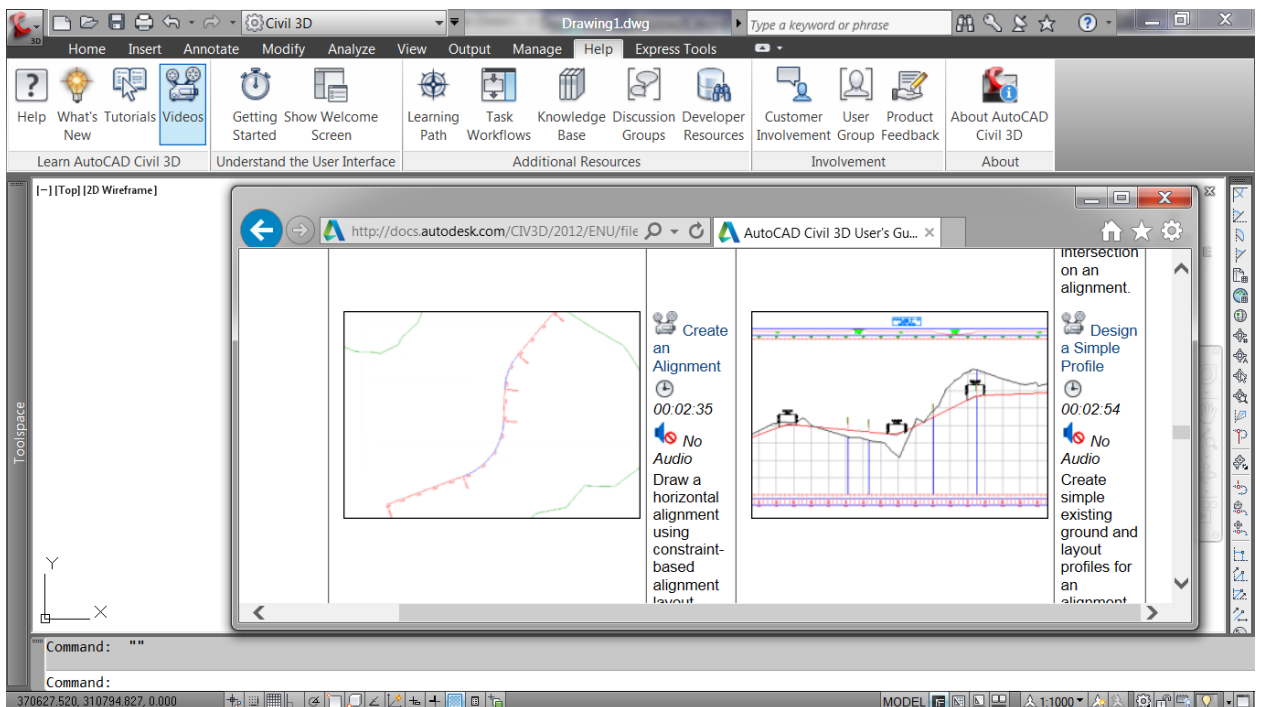 Civil 3D
Drawing1.dwg
Type a keyword or phrase
3D
Home Insert Annotate Modify Analyze View Output Manage Help Express Tools
Help What's New Tutorials Videos
Getting Started Show Welcome Screen
Learning Path Task Workflows Knowledge Base Discussion Groups Developer Resources
Customer Involvement User Group Product Feedback
About AutoCAD Civil 3D
Learn AutoCAD Civil 3D Understand the User Interface Additional Resources Involvement About
[−] [Top] [2D Wireframe]
http://docs.autodesk.com/CIV3D/2012/ENU/file
AutoCAD Civil 3D User's Gu...
Toolspace
Create
an
Alignment
00:02:35
No
Audio
Draw a
horizontal
alignment
using
constraint-
based
alignment
layout
intersection
on an
alignment.
Design
a Simple
Profile
00:02:54
No
Audio
Create
simple
existing
ground and
layout
profiles for
an
alignment
Y
X
Command: ""
Command:
370627.520, 310794.827, 0.000
MODEL
1:1000